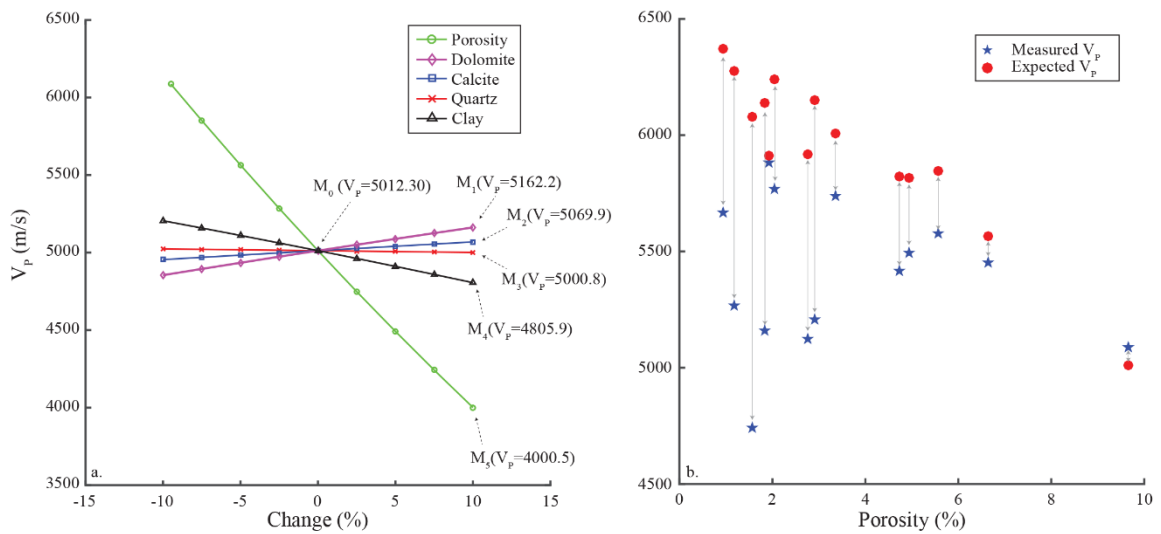 6500
6000
5500
5000
4500
4000
3500
V_P (m/s)
-15
-10
-5
0
5
10
15
Change (%)
Porosity
Dolomite
Calcite
Quartz
Clay
M_0 (V_P=5012.30)
M_1(V_P=5162.2)
M_2(V_P=5069.9)
M_3(V_P=5000.8)
M_4(V_P=4805.9)
M_5(V_P=4000.5)
a.
6500
6000
5500
5000
4500
0
2
4
6
8
10
Porosity (%)
Measured V_P
Expected V_P
b.